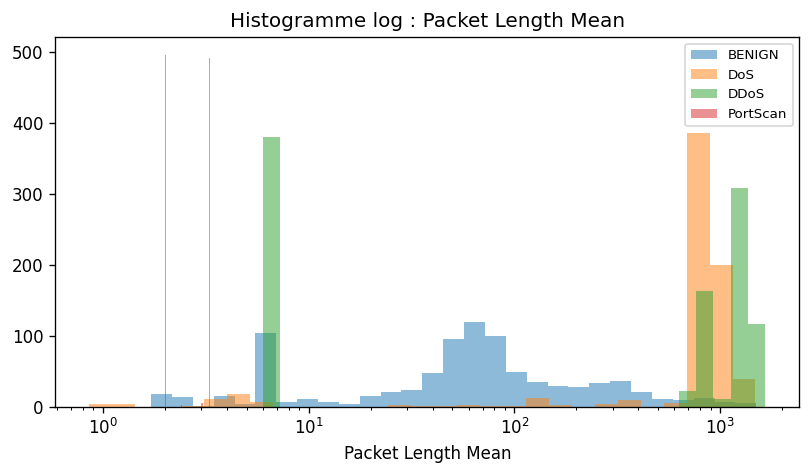 Histogramme log : Packet Length Mean
500
400
300
200
100
0
BENIGN
DoS
DDoS
PortScan
10⁰ 10¹ 10² 10³
Packet Length Mean